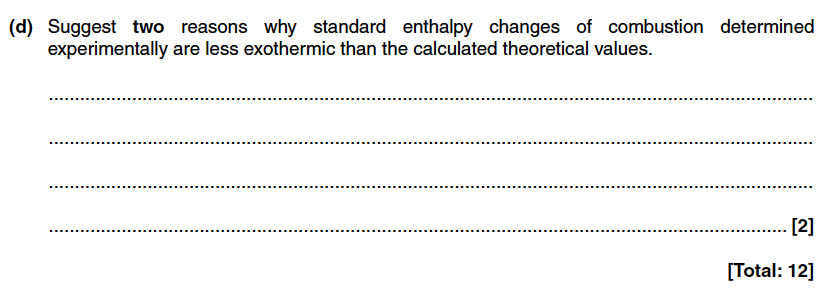 (d) Suggest two reasons why standard enthalpy changes of combustion determined
experimentally are less exothermic than the calculated theoretical values.
..........................................................................................................................................
..........................................................................................................................................
..........................................................................................................................................
..................................................................................................................................... [2]
[Total: 12]